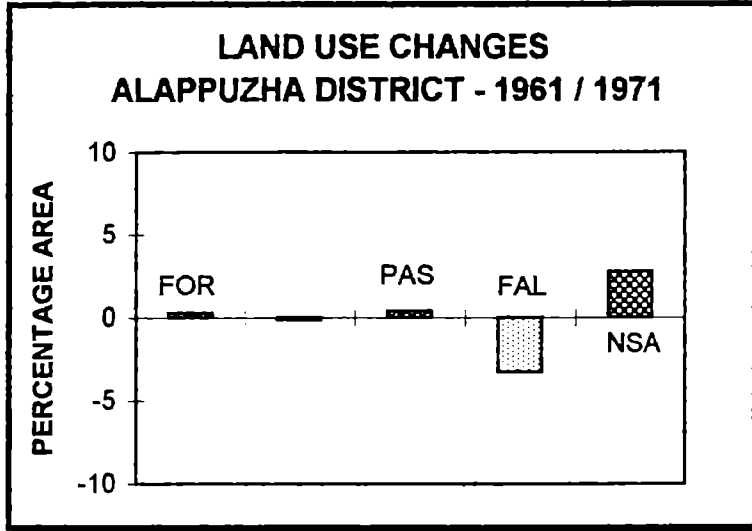 LAND USE CHANGES
ALAPPUZHA DISTRICT - 1961 / 1971
PERCENTAGE AREA
10
5
0
-5
-10
FOR
PAS
FAL
NSA